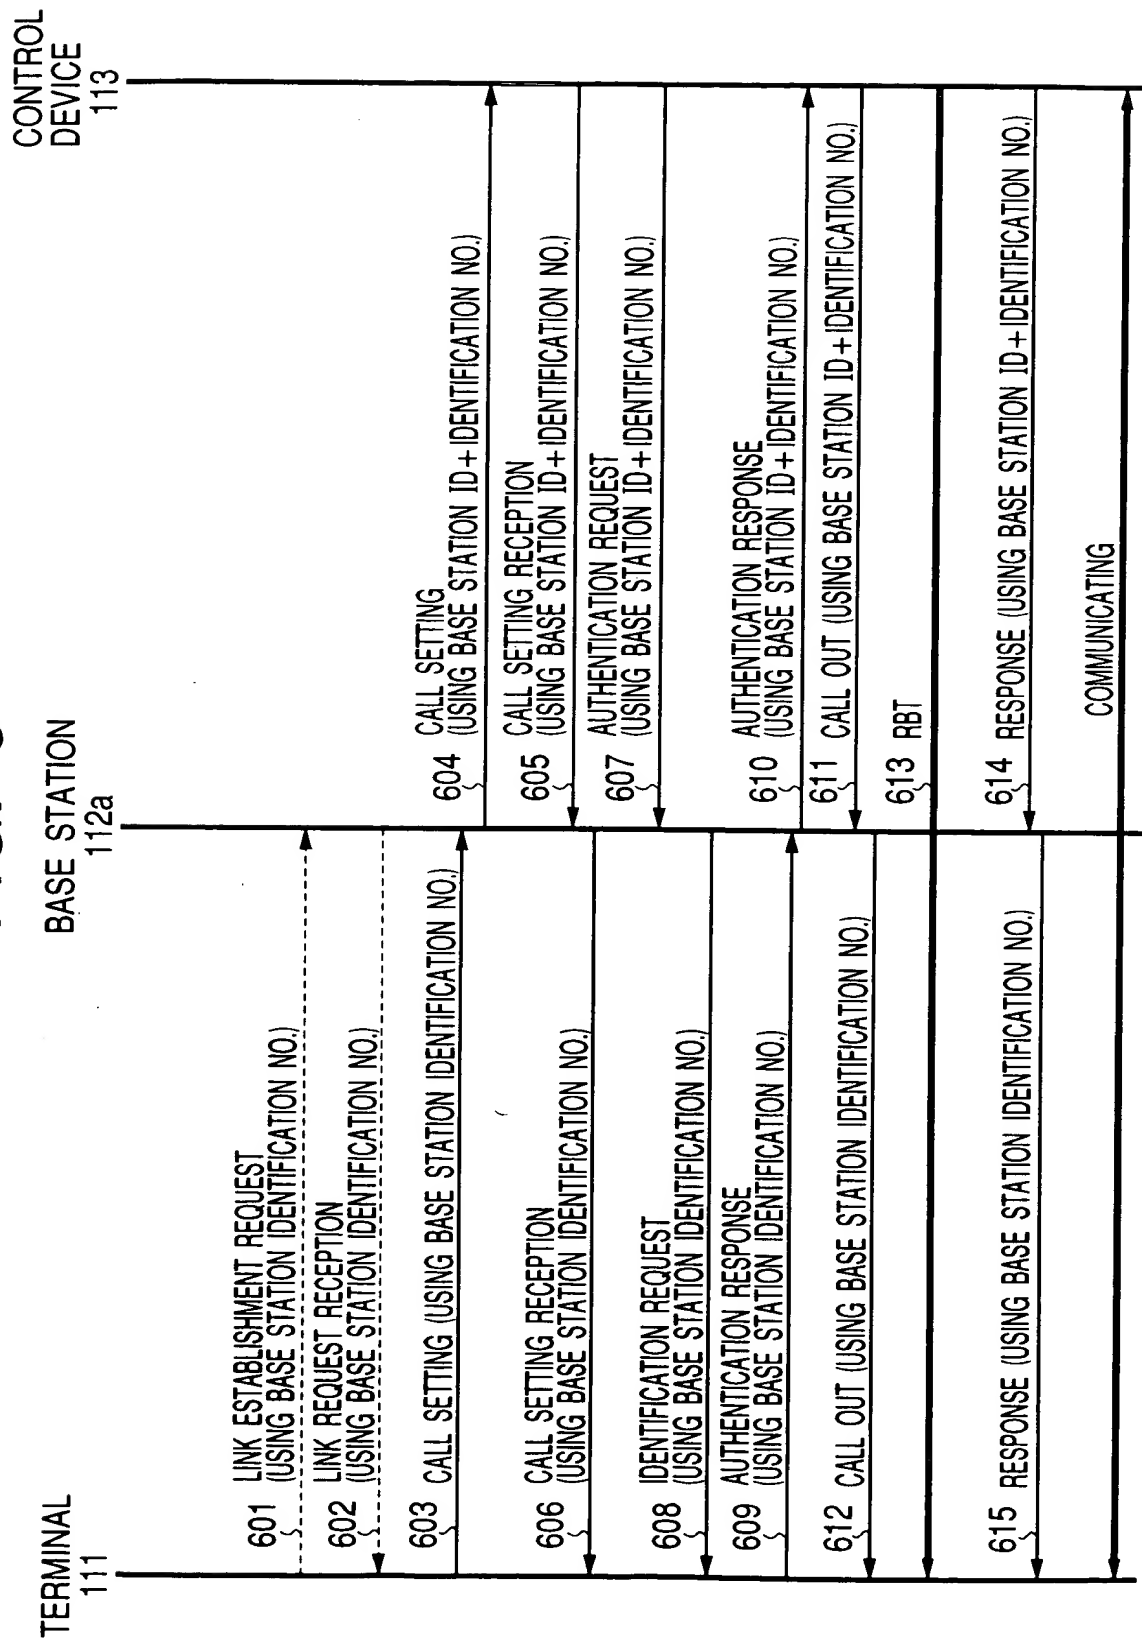 TERMINAL
111
BASE STATION
112a
CONTROL
DEVICE
113
601 LINK ESTABLISHMENT REQUEST
(USING BASE STATION IDENTIFICATION NO.)
602 LINK REQUEST RECEPTION
(USING BASE STATION IDENTIFICATION NO.)
603 CALL SETTING (USING BASE STATION IDENTIFICATION NO.)
604 CALL SETTING
(USING BASE STATION ID+IDENTIFICATION NO.)
605 CALL SETTING RECEPTION
(USING BASE STATION ID+IDENTIFICATION NO.)
606 CALL SETTING RECEPTION
(USING BASE STATION IDENTIFICATION NO.)
607 AUTHENTICATION REQUEST
(USING BASE STATION ID+IDENTIFICATION NO.)
608 IDENTIFICATION REQUEST
(USING BASE STATION IDENTIFICATION NO.)
609 AUTHENTICATION RESPONSE
(USING BASE STATION IDENTIFICATION NO.)
610 AUTHENTICATION RESPONSE
(USING BASE STATION ID+IDENTIFICATION NO.)
611 CALL OUT (USING BASE STATION ID+IDENTIFICATION NO.)
612 CALL OUT (USING BASE STATION IDENTIFICATION NO.)
613 RBT
614 RESPONSE (USING BASE STATION ID+IDENTIFICATION NO.)
615 RESPONSE (USING BASE STATION IDENTIFICATION NO.)
COMMUNICATING